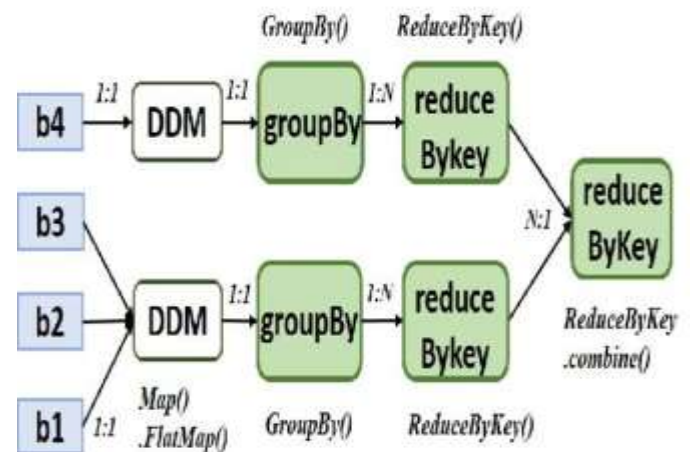 GroupBy()
ReduceByKey()
1:1
1:1
1:N
b4
DDM
groupBy
reduce
Bykey
b3
N:1
reduce
ByKey
1:1
1:N
b2
DDM
groupBy
reduce
Bykey
ReduceByKey
.combine()
b1
1:1
Map()
.FlatMap()
GroupBy()
ReduceByKey()